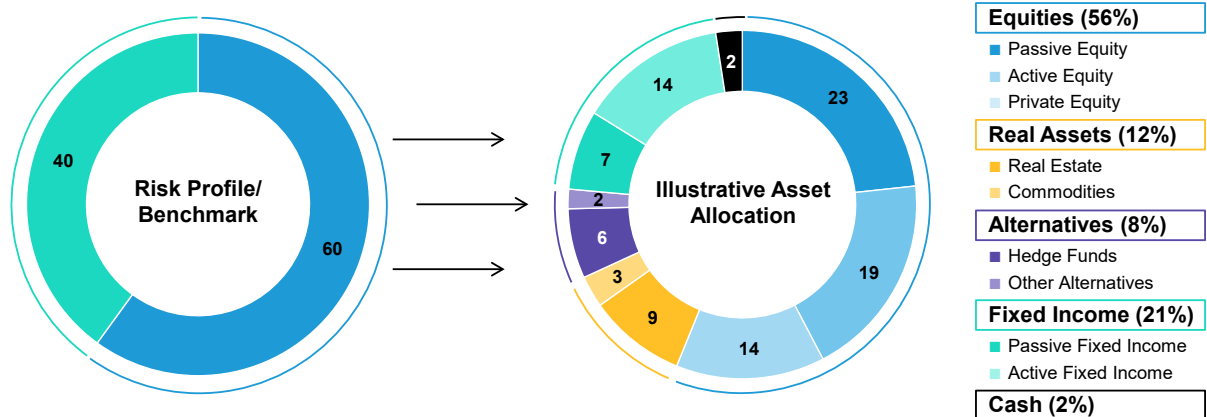 40
Risk Profile/
Benchmark
60
2
14
23
7
Illustrative Asset
Allocation
2
6
3
19
9
14
Equities (56%)
Passive Equity
Active Equity
Private Equity
Real Assets (12%)
Real Estate
Commodities
Alternatives (8%)
Hedge Funds
Other Alternatives
Fixed Income (21%)
Passive Fixed Income
Active Fixed Income
Cash (2%)